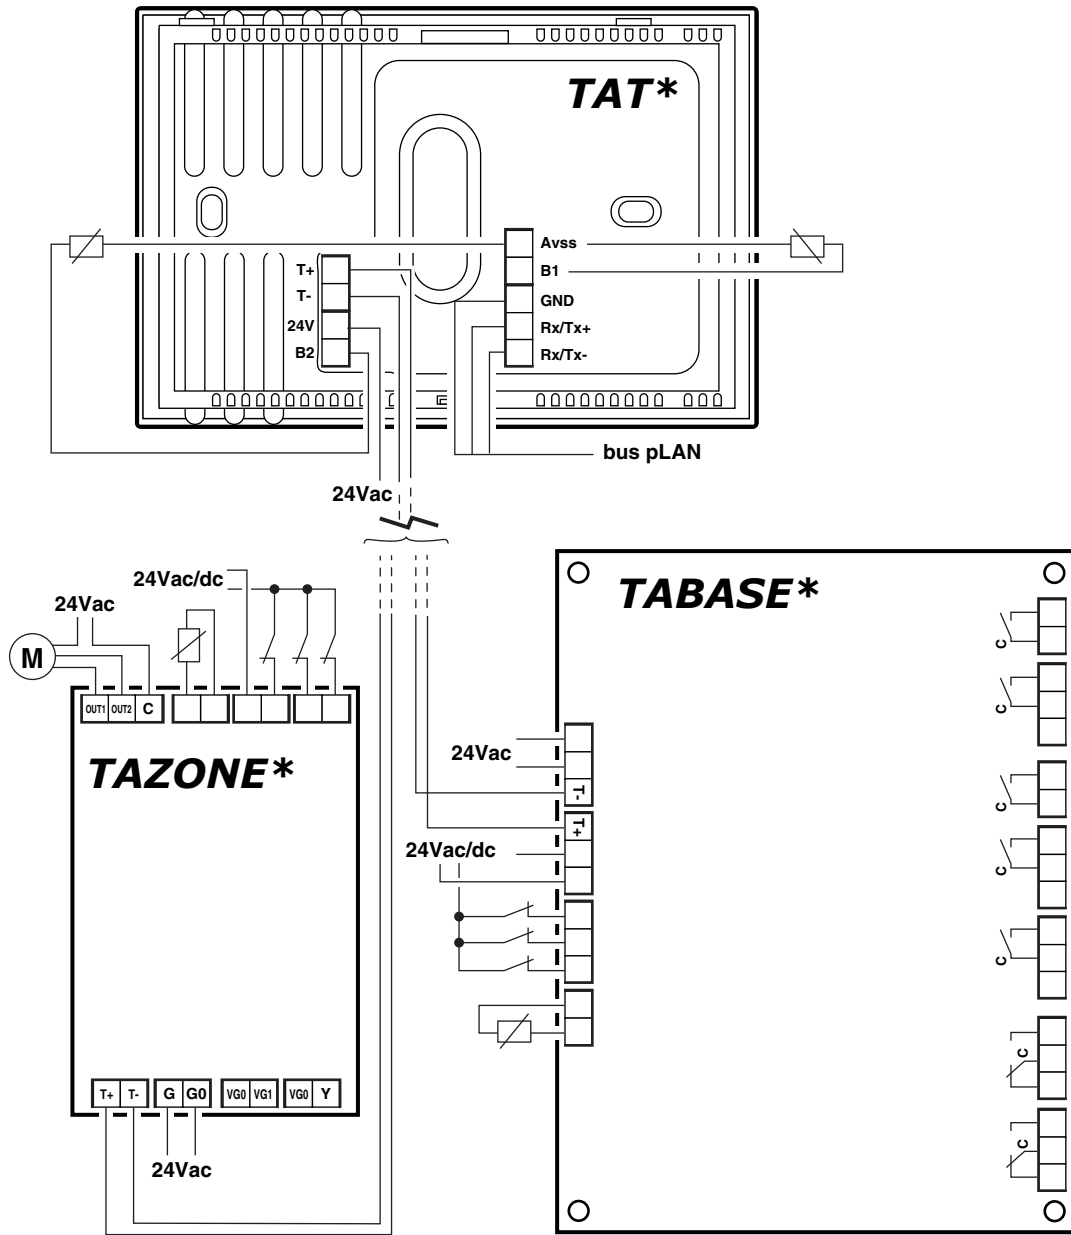 TAT*
Avss
B1
GND
Rx/Tx+
Rx/Tx-
T+
T-
24V
B2
bus pLAN
24Vac
24Vac/dc
24Vac
M
OUT1 OUT2 C
TAZONE*
T+ T- G G0 VG0 VG1 VG0 Y
24Vac
TABASE*
24Vac
T-
T+
24Vac/dc
C
C
C
C
C
C
C